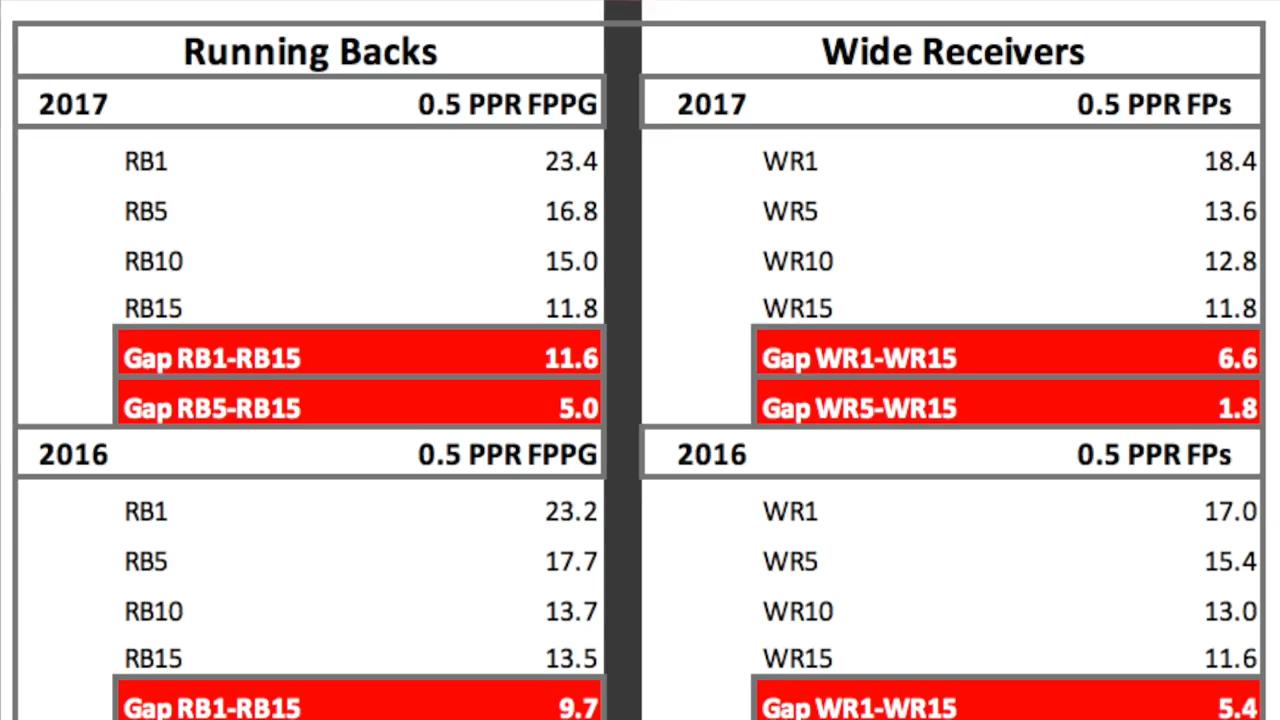 Running Backs Wide Receivers
2017 0.5 PPR FPPG 2017 0.5 PPR FPs
RB1 23.4 WR1 18.4
RB5 16.8 WR5 13.6
RB10 15.0 WR10 12.8
RB15 11.8 WR15 11.8
Gap RB1-RB15 11.6 Gap WR1-WR15 6.6
Gap RB5-RB15 5.0 Gap WR5-WR15 1.8
2016 0.5 PPR FPPG 2016 0.5 PPR FPs
RB1 23.2 WR1 17.0
RB5 17.7 WR5 15.4
RB10 13.7 WR10 13.0
RB15 13.5 WR15 11.6
Gap RB1-RB15 9.7 Gap WR1-WR15 5.4